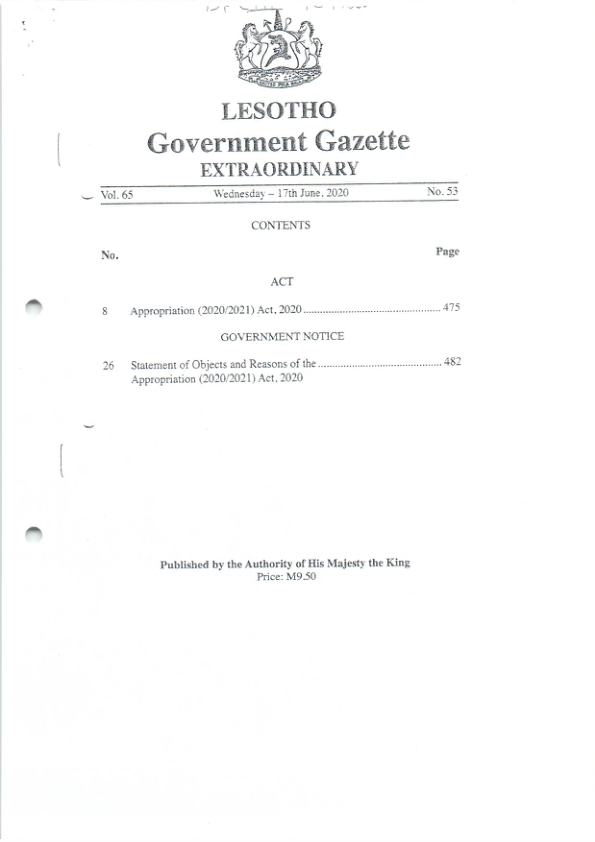 LESOTHO
Government Gazette
EXTRAORDINARY
Vol. 65 Wednesday – 17th June, 2020 No. 53
CONTENTS
No. Page
ACT
8 Appropriation (2020/2021) Act, 2020 ................................................. 475
GOVERNMENT NOTICE
26 Statement of Objects and Reasons of the ............................................ 482
Appropriation (2020/2021) Act, 2020
Published by the Authority of His Majesty the King
Price: M9.50